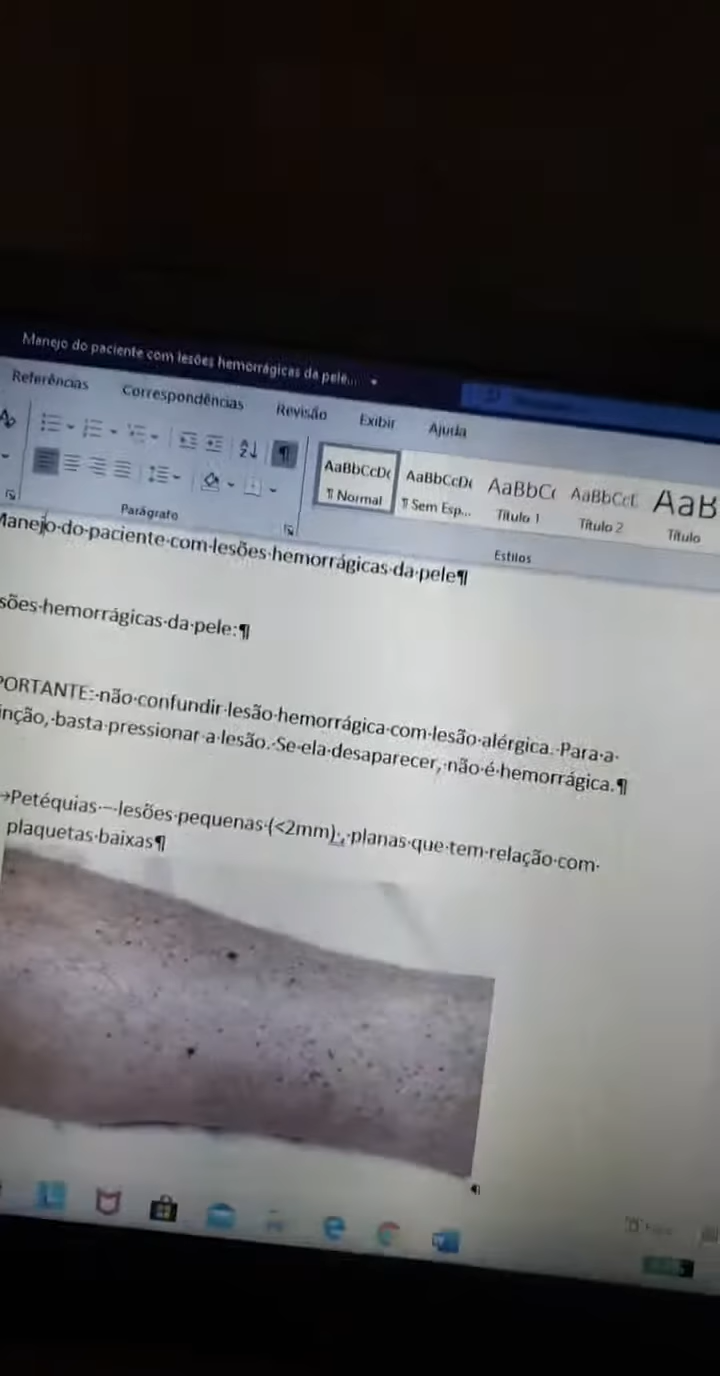 Manejo do paciente com lesões hemorrágicas da pele...
Referências Correspondências Revisão Exibir Ajuda
AaBbCcDc AaBbCcDc AaBbCc AaBbCcC AaB
¶ Normal ¶ Sem Esp... Título 1 Título 2 Título
Parágrafo Estilos
Manejo·do·paciente·com·lesões·hemorrágicas·da·pele¶
sões·hemorrágicas·da·pele:¶
PORTANTE:·não·confundir·lesão·hemorrágica·com·lesão·alérgica.·Para·a·
inção,·basta·pressionar·a·lesão.·Se·ela·desaparecer,·não·é·hemorrágica.¶
→Petéquias·–·lesões·pequenas·(<2mm)·,·planas·que·tem·relação·com·
plaquetas·baixas¶